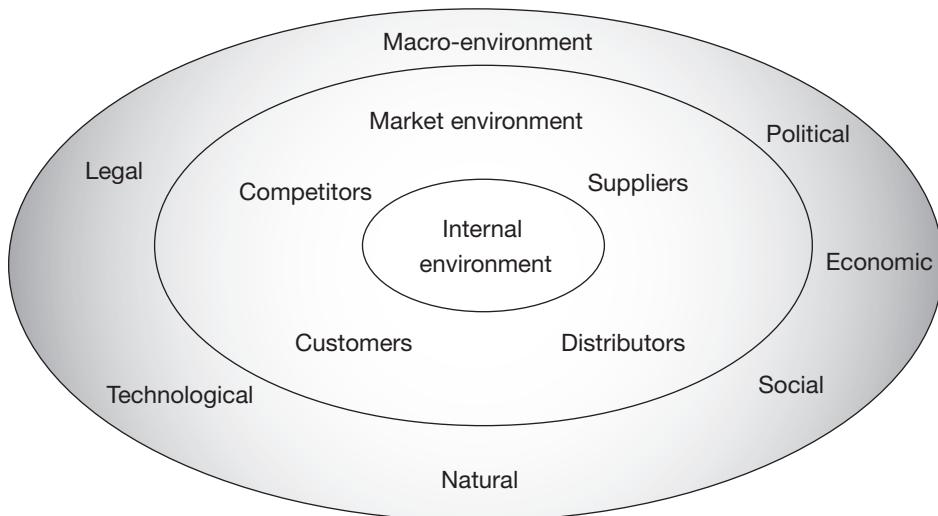 Macro-environment
Market environment
Political
Legal
Competitors
Suppliers
Internal
environment
Economic
Customers
Distributors
Technological
Social
Natural